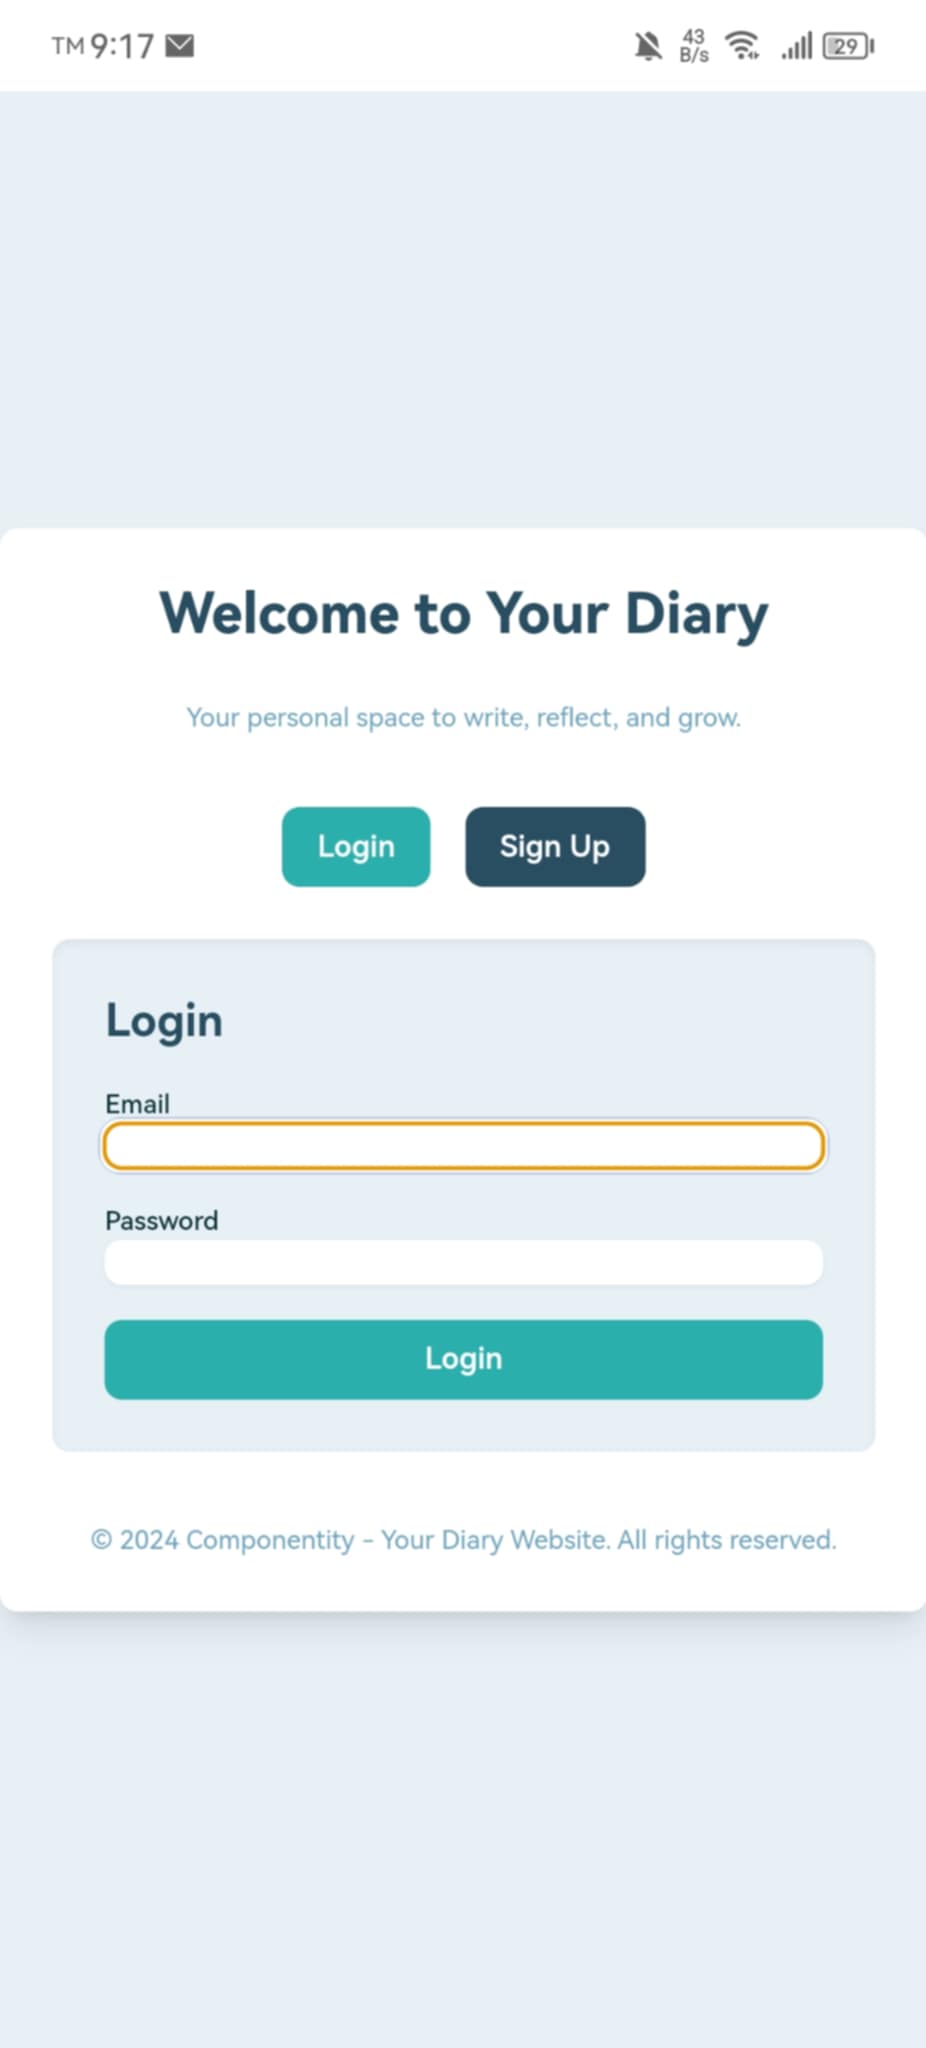 TM 9:17
43
B/s
29
Welcome to Your Diary
Your personal space to write, reflect, and grow.
Login
Sign Up
Login
Email
Password
Login
© 2024 Componentity - Your Diary Website. All rights reserved.